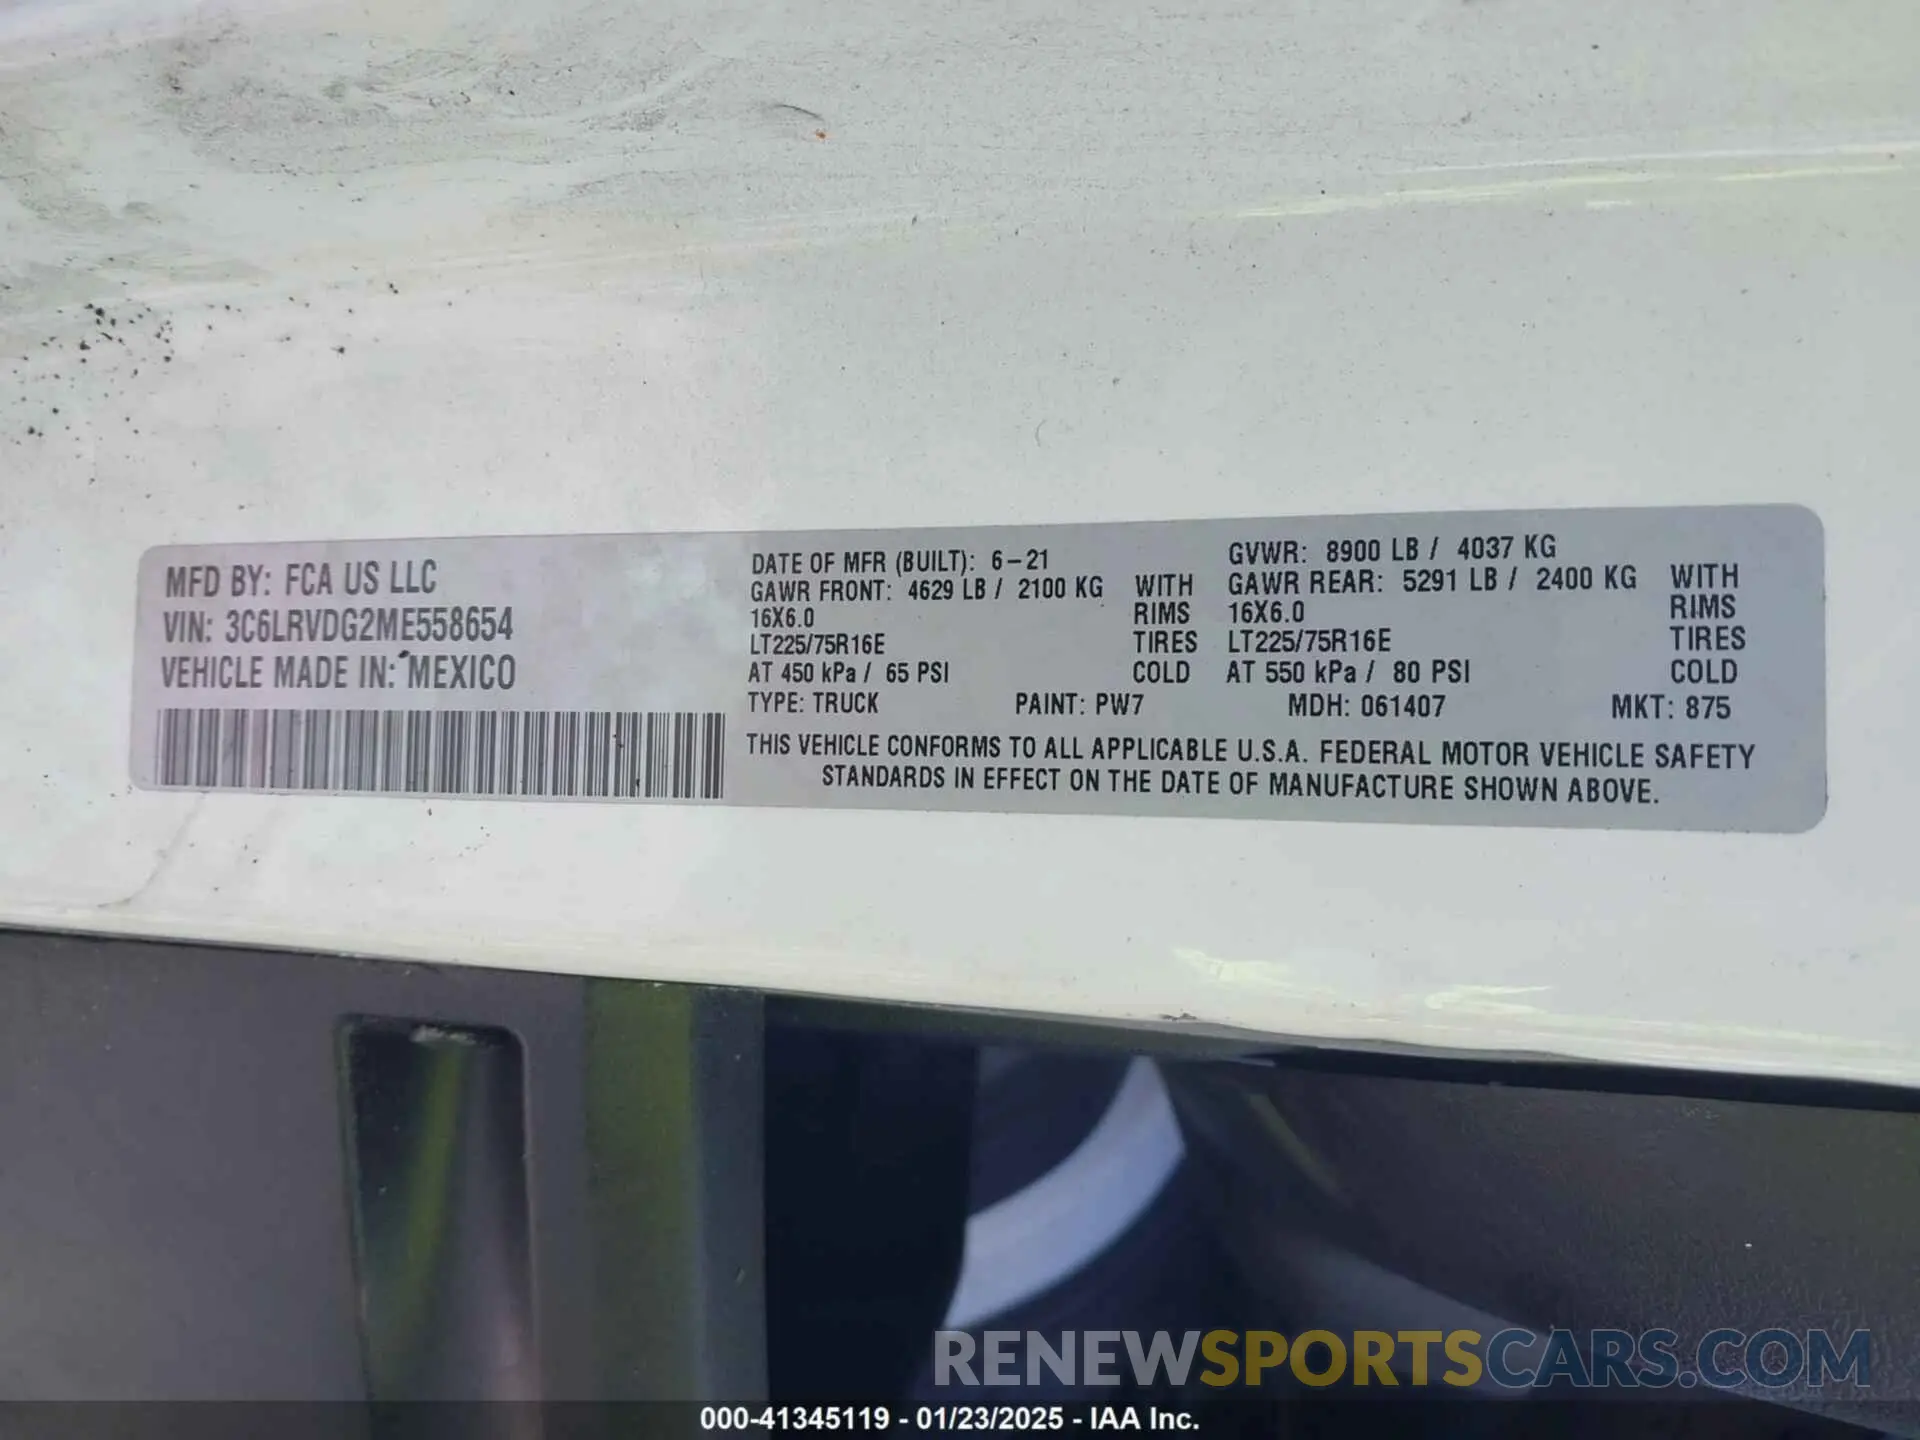 MFD BY: FCA US LLC
VIN: 3C6LRVDG2ME558654
VEHICLE MADE IN: MEXICO
DATE OF MFR (BUILT): 6-21 GVWR: 8900 LB / 4037 KG
GAWR FRONT: 4629 LB / 2100 KG WITH GAWR REAR: 5291 LB / 2400 KG WITH
16X6.0 RIMS 16X6.0 RIMS
LT225/75R16E TIRES LT225/75R16E TIRES
AT 450 kPa / 65 PSI COLD AT 550 kPa / 80 PSI COLD
TYPE: TRUCK PAINT: PW7 MDH: 061407 MKT: 875
THIS VEHICLE CONFORMS TO ALL APPLICABLE U.S.A. FEDERAL MOTOR VEHICLE SAFETY
STANDARDS IN EFFECT ON THE DATE OF MANUFACTURE SHOWN ABOVE.
RENEWSPORTSCARS.COM
000-41345119 - 01/23/2025 - IAA Inc.